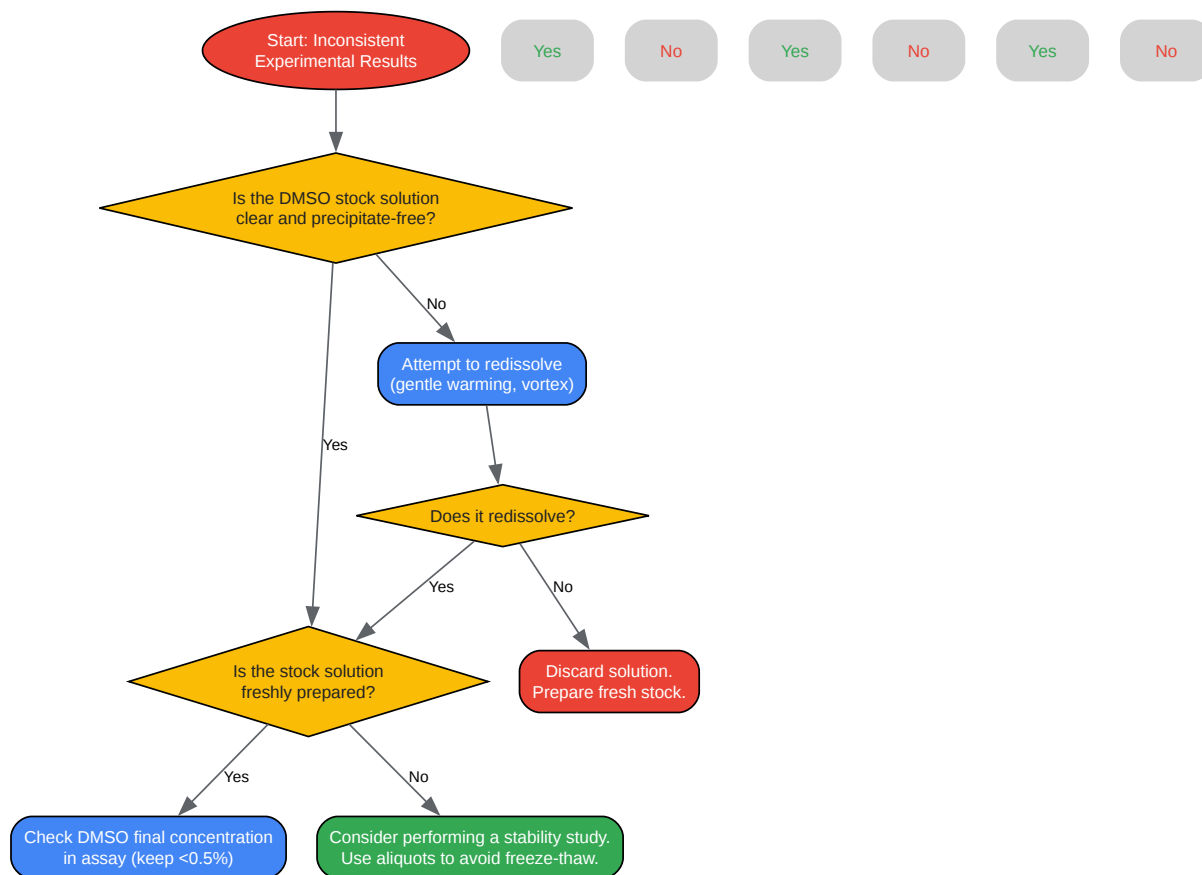 Start: Inconsistent
Experimental Results
Yes
No
Yes
No
Yes
No
Is the DMSO stock solution
clear and precipitate-free?
No
Attempt to redissolve
(gentle warming, vortex)
Yes
Does it redissolve?
Yes
No
Is the stock solution
freshly prepared?
Discard solution.
Prepare fresh stock.
Yes
No
Check DMSO final concentration
in assay (keep <0.5%)
Consider performing a stability study.
Use aliquots to avoid freeze-thaw.